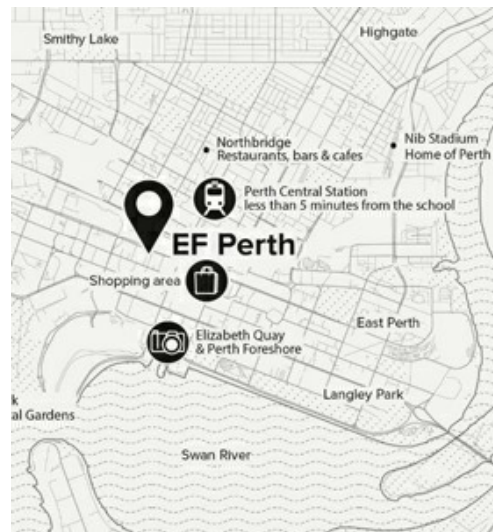 Smithy Lake
Highgate
Northbridge
Restaurants, bars & cafes
Nib Stadium
Home of Perth
Perth Central Station
less than 5 minutes from the school
EF Perth
Shopping area
Elizabeth Quay
& Perth Foreshore
East Perth
Langley Park
k
al Gardens
Swan River